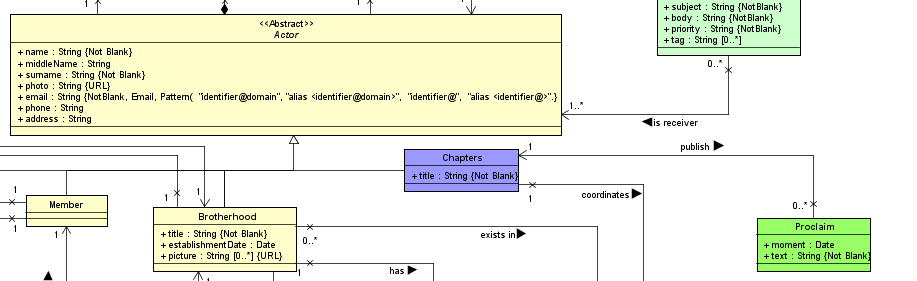 1
1
<<Abstract>>
Actor
+ name : String {Not Blank}
+ middleName : String
+ surname : String {Not Blank}
+ photo : String {URL}
+ email : String {NotBlank, Email, Pattern( "identifier@domain","alias <identifier@domain>", "identifier@", "alias <identifier@>".}
+ phone : String
+ address : String
+ subject : String {NotBlank}
+ body : String {NotBlank}
+ priority : String {NotBlank}
+ tag : String [0..*]
0..*
1..*
is receiver
Chapters
+ title : String {Not Blank}
1
publish
1
coordinates
0..*
Proclaim
+ moment : Date
+ text : String {Not Blank}
1
Member
1
1
1
1
Brotherhood
+ title : String {Not Blank}
+ establishmentDate : Date
+ picture : String [0..*] {URL}
0..*
exists in
1
has
1